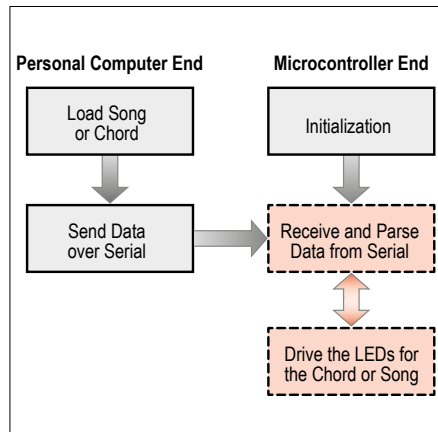 Personal Computer End
Microcontroller End
Load Song
or Chord
Initialization
Send Data
over Serial
Receive and Parse
Data from Serial
Drive the LEDs for
the Chord or Song